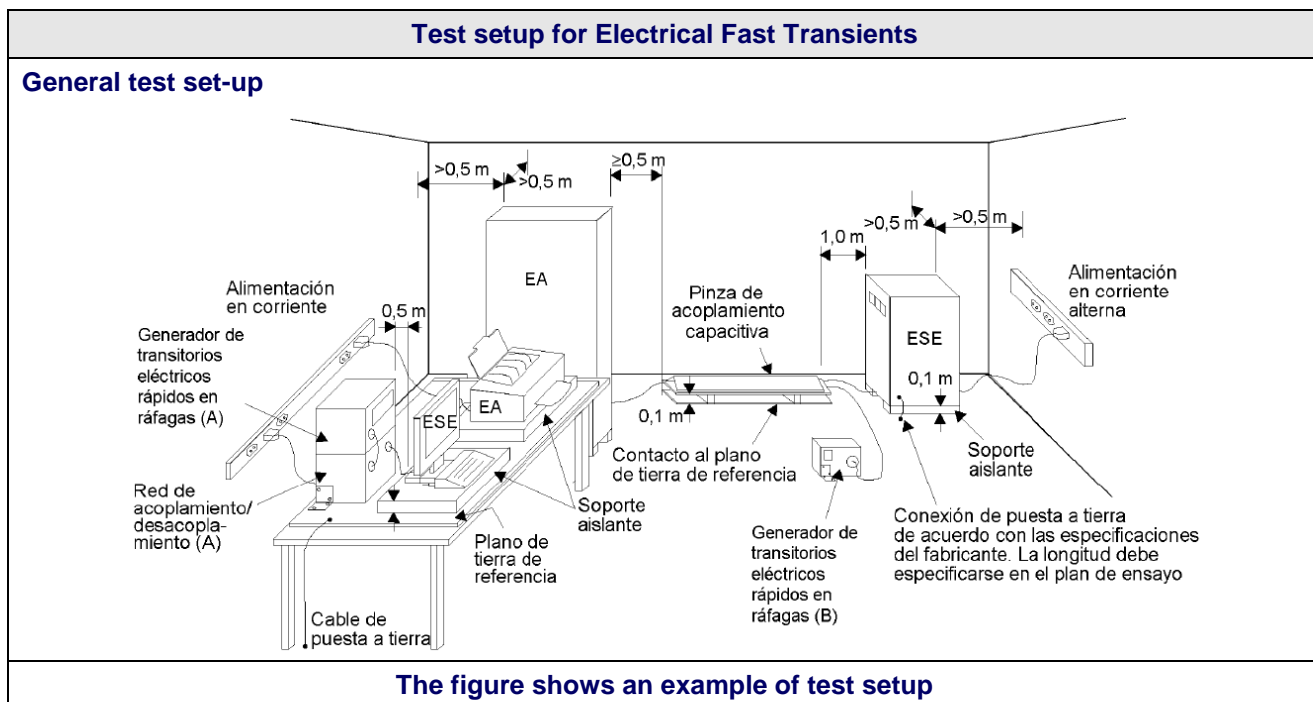 Test setup for Electrical Fast Transients
General test set-up
>0,5 m
>0,5 m
≥0,5 m
>0,5 m
>0,5 m
1,0 m
EA
Alimentación
en corriente
0,5 m
Generador de
transitorios
eléctricos
rápidos en
ráfagas (A)
Pinza de
acoplamiento
capacitiva
ESE
Alimentación
en corriente
alterna
0,1 m
EA
ESE
0,1 m
Contacto al plano
de tierra de referencia
Soporte
aislante
Red de
acoplamiento/
desacopla-
miento (A)
Soporte
aislante
Plano de
tierra de
referencia
Generador de
transitorios
eléctricos
rápidos en
ráfagas (B)
Conexión de puesta a tierra
de acuerdo con las especificaciones
del fabricante. La longitud debe
especificarse en el plan de ensayo
Cable de
puesta a tierra
The figure shows an example of test setup